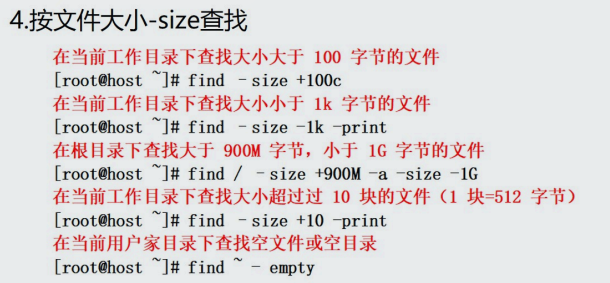 4.按文件大小-size查找
在当前工作目录下查找大小大于 100 字节的文件
[root@host ~]# find －size +100c
在当前工作目录下查找大小小于 1k 字节的文件
[root@host ~]# find －size -1k -print
在根目录下查找大于 900M 字节，小于 1G 字节的文件
[root@host ~]# find / －size +900M -a -size -1G
在当前工作目录下查找大小超过过 10 块的文件（1 块=512 字节）
[root@host ~]# find －size +10 -print
在当前用户家目录下查找空文件或空目录
[root@host ~]# find ~ － empty